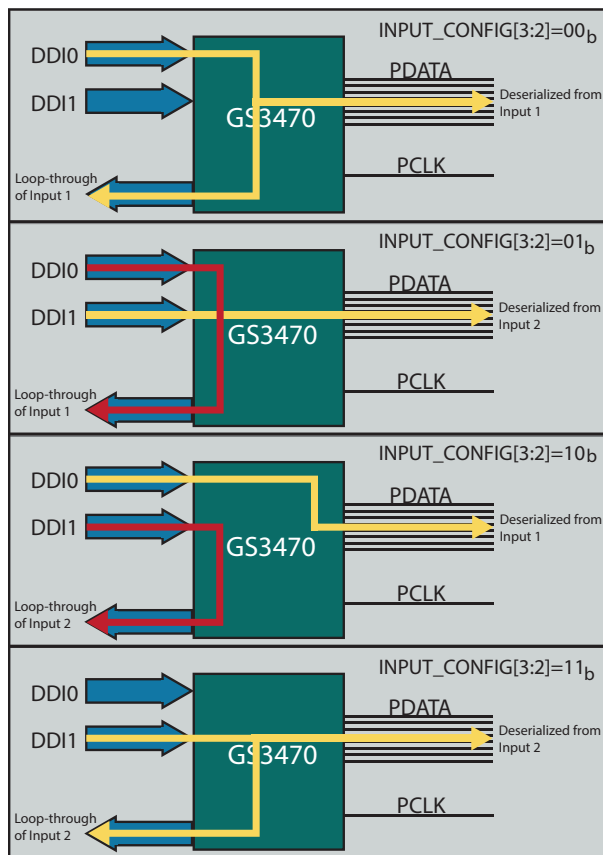 INPUT_CONFIG[3:2]=00b
DDI0
PDATA
DDI1
Deserialized from
Input 1
GS3470
PCLK
Loop-through
of Input 1
INPUT_CONFIG[3:2]=01b
DDI0
PDATA
DDI1
Deserialized from
Input 2
GS3470
PCLK
Loop-through
of Input 1
INPUT_CONFIG[3:2]=10b
DDI0
PDATA
DDI1
Deserialized from
Input 1
GS3470
PCLK
Loop-through
of Input 2
INPUT_CONFIG[3:2]=11b
DDI0
PDATA
DDI1
Deserialized from
Input 2
GS3470
PCLK
Loop-through
of Input 2